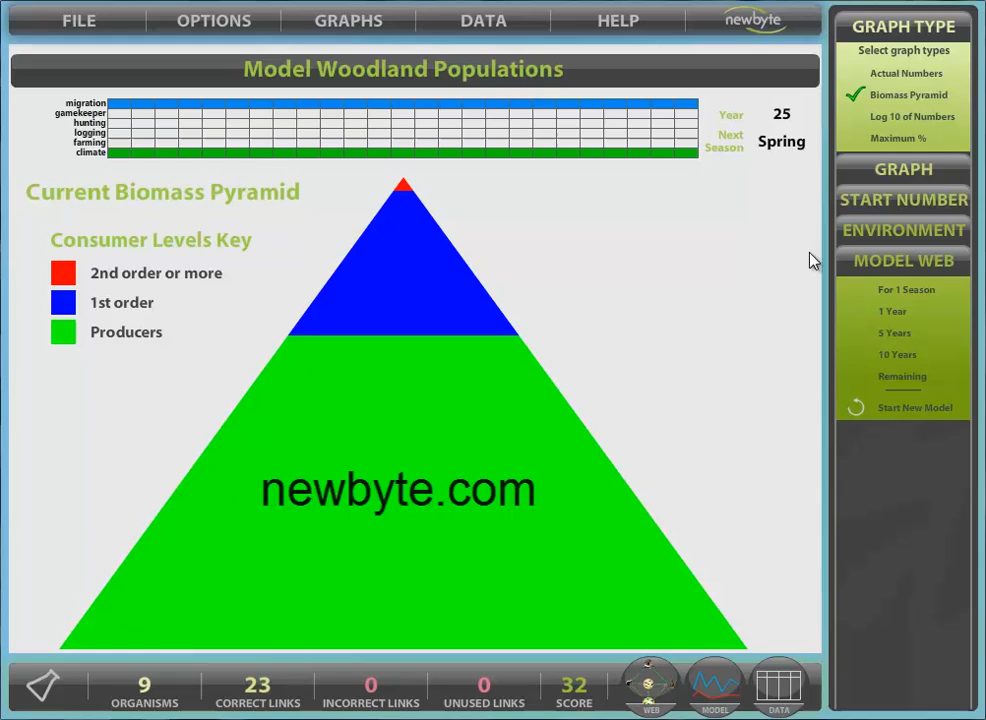 FILE OPTIONS GRAPHS DATA HELP newbyte
Model Woodland Populations
migration
gamekeeper
hunting
logging
farming
climate
Year 25
Next Season Spring
Current Biomass Pyramid
Consumer Levels Key
2nd order or more
1st order
Producers
newbyte.com
GRAPH TYPE
Select graph types
Actual Numbers
Biomass Pyramid
Log 10 of Numbers
Maximum %
GRAPH
START NUMBER
ENVIRONMENT
MODEL WEB
For 1 Season
1 Year
5 Years
10 Years
Remaining
Start New Model
9 23 0 0 32
ORGANISMS CORRECT LINKS INCORRECT LINKS UNUSED LINKS SCORE WEB MODEL DATA